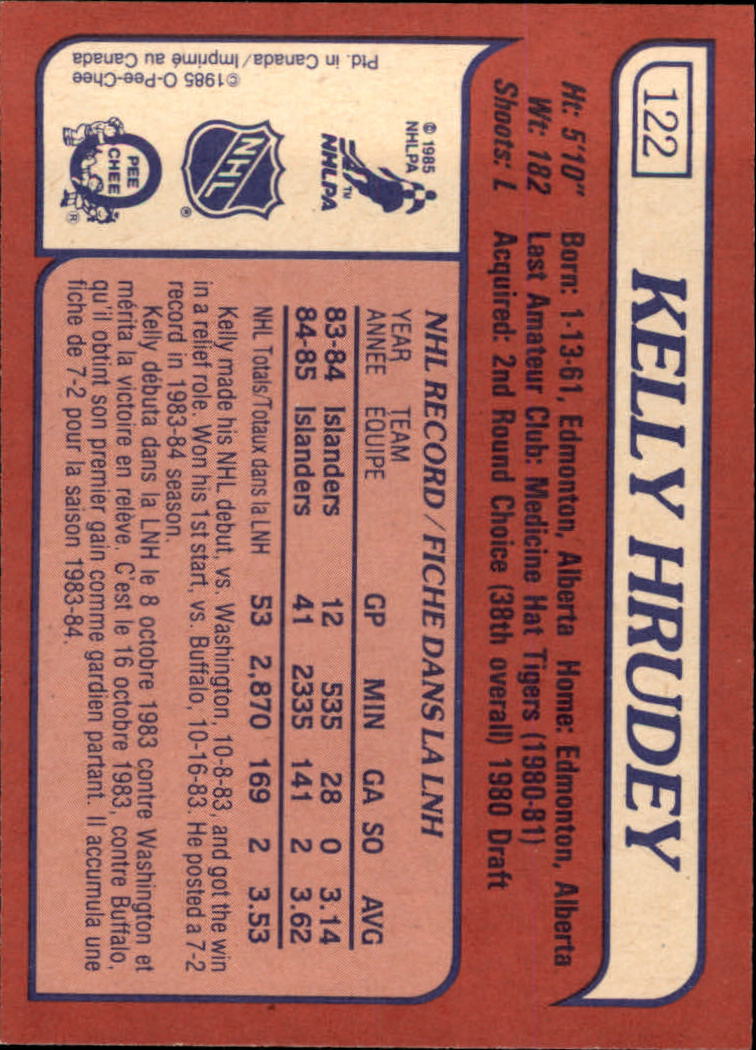 122
KELLY HRUDEY
Ht: 5'10" Born: 1-13-61, Edmonton, Alberta Home: Edmonton, Alberta
Wt: 182 Last Amateur Club: Medicine Hat Tigers (1980-81)
Shoots: L Acquired: 2nd Round Choice (38th overall) 1980 Draft
© 1985
NHLPA
TM
NHLPA
NHL
®
PEE
CHEE
®
©1985 O-Pee-Chee
Ptd. in Canada/Imprimé au Canada
NHL RECORD / FICHE DANS LA LNH
YEAR TEAM
ANNÉE ÉQUIPE GP MIN GA SO AVG
83-84 Islanders 12 535 28 0 3.14
84-85 Islanders 41 2335 141 2 3.62
NHL Totals/Totaux dans la LNH 53 2,870 169 2 3.53
Kelly made his NHL debut, vs. Washington, 10-8-83, and got the win
in a relief role. Won his 1st start, vs. Buffalo, 10-16-83. He posted a 7-2
record in 1983-84 season.
Kelly débuta dans la LNH le 8 octobre 1983 contre Washington et
mérita la victoire en relève. C'est le 16 octobre 1983, contre Buffalo,
qu'il obtint son premier gain comme gardien partant. Il accumula une
fiche de 7-2 pour la saison 1983-84.